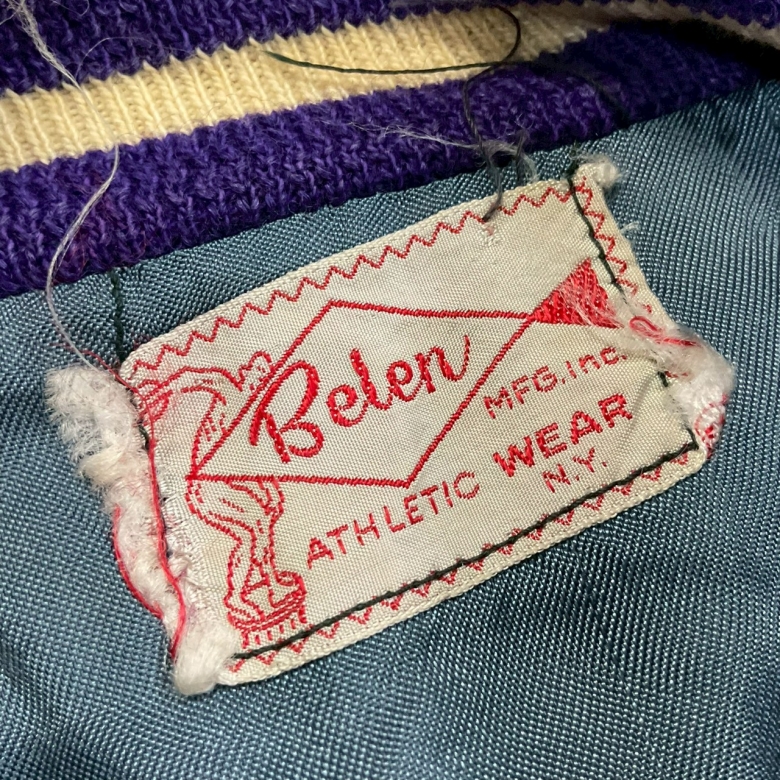 Belen
MFG. Inc.
ATHLETIC WEAR
N.Y.